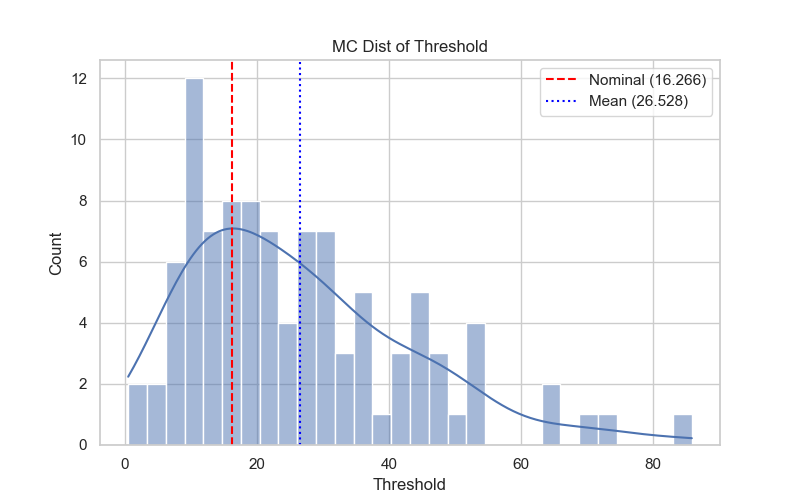 MC Dist of Threshold
Nominal (16.266)
Mean (26.528)
12
10
8
6
4
2
0
Count
0 20 40 60 80
Threshold